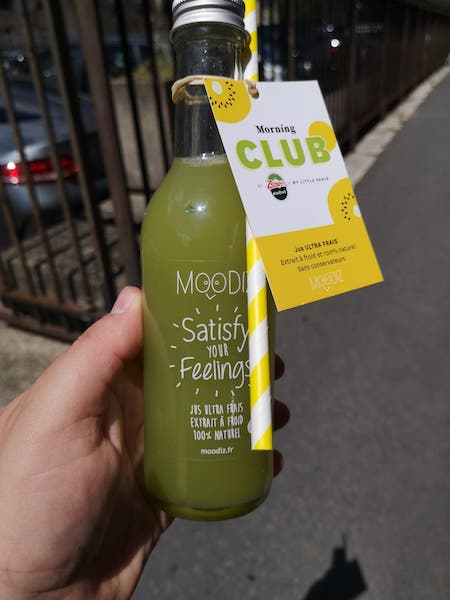 Morning
CLUB
MY LITTLE PARIS
Jus ULTRA FRAIS
Extrait à froid et 100% naturel
Sans conservateurs
MOODIZ
MOODIZ
Satisfy
YOUR
Feelings
JUS ULTRA FRAIS
EXTRAIT À FROID
100% NATUREL
moodiz.fr